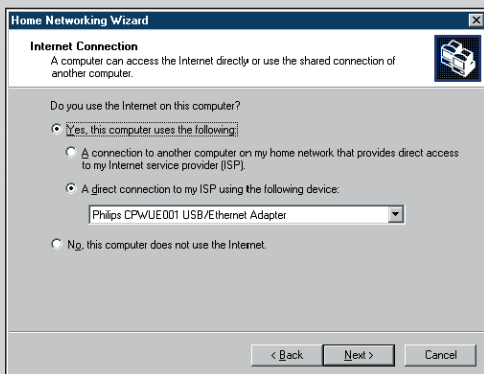 Home Networking Wizard
Internet Connection
A computer can access the Internet directly or use the shared connection of
another computer.
Do you use the Internet on this computer?
Yes, this computer uses the following:
A connection to another computer on my home network that provides direct access
to my Internet service provider (ISP).
A direct connection to my ISP using the following device:
Philips CPWUE001 USB/Ethernet Adapter
No, this computer does not use the Internet.
< Back
Next >
Cancel